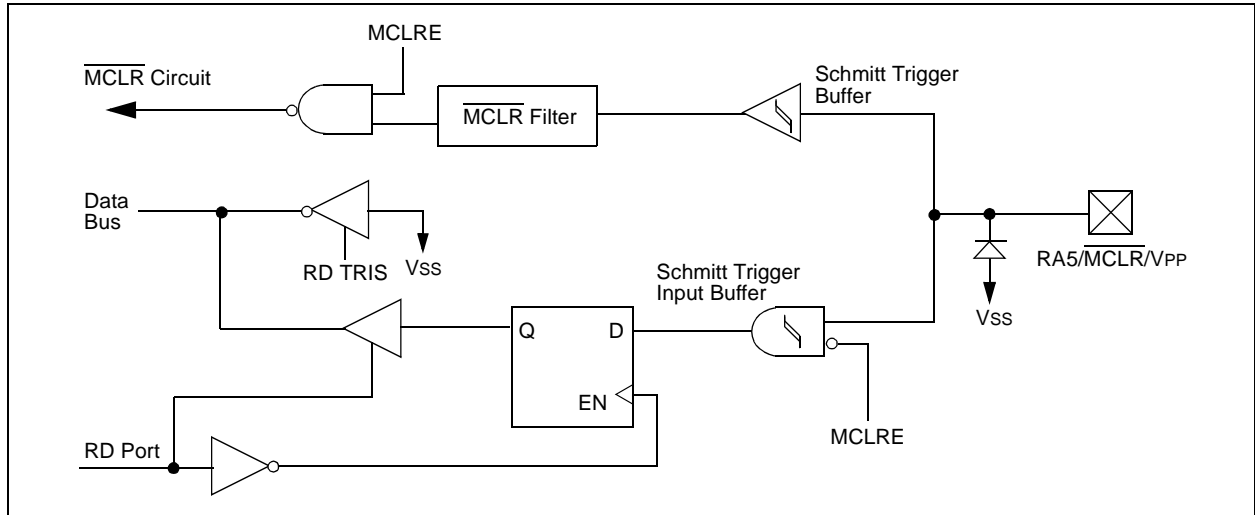 MCLRE
MCLR Circuit
Schmitt Trigger
Buffer
MCLR Filter
Data
Bus
RD TRIS
VSS
RA5/MCLR/VPP
Schmitt Trigger
Input Buffer
VSS
Q
D
EN
MCLRE
RD Port